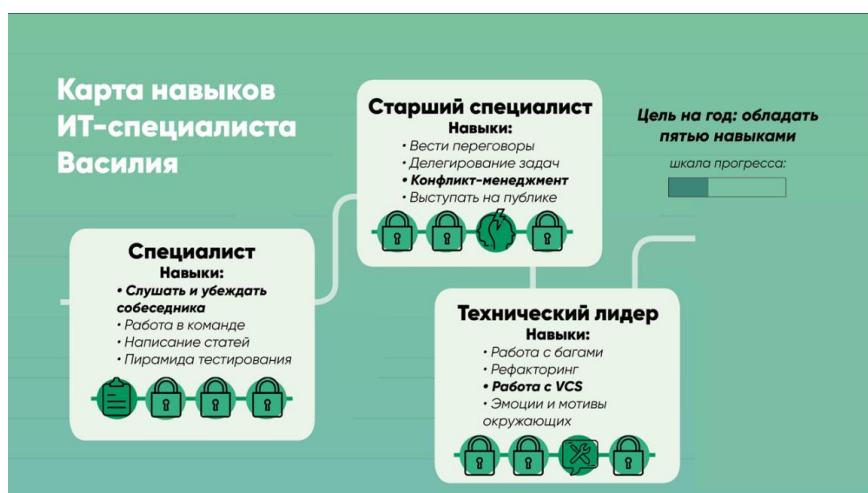 Карта навыков
ИТ-специалиста
Василия
Специалист
Навыки:
• Слушать и убеждать
собеседника
• Работа в команде
• Написание статей
• Пирамида тестирования
Старший специалист
Навыки:
• Вести переговоры
• Делегирование задач
• Конфликт-менеджмент
• Выступать на публике
Технический лидер
Навыки:
• Работа с багами
• Рефакторинг
• Работа с VCS
• Эмоции и мотивы
окружающих
Цель на год: обладать
пятью навыками
шкала прогресса: